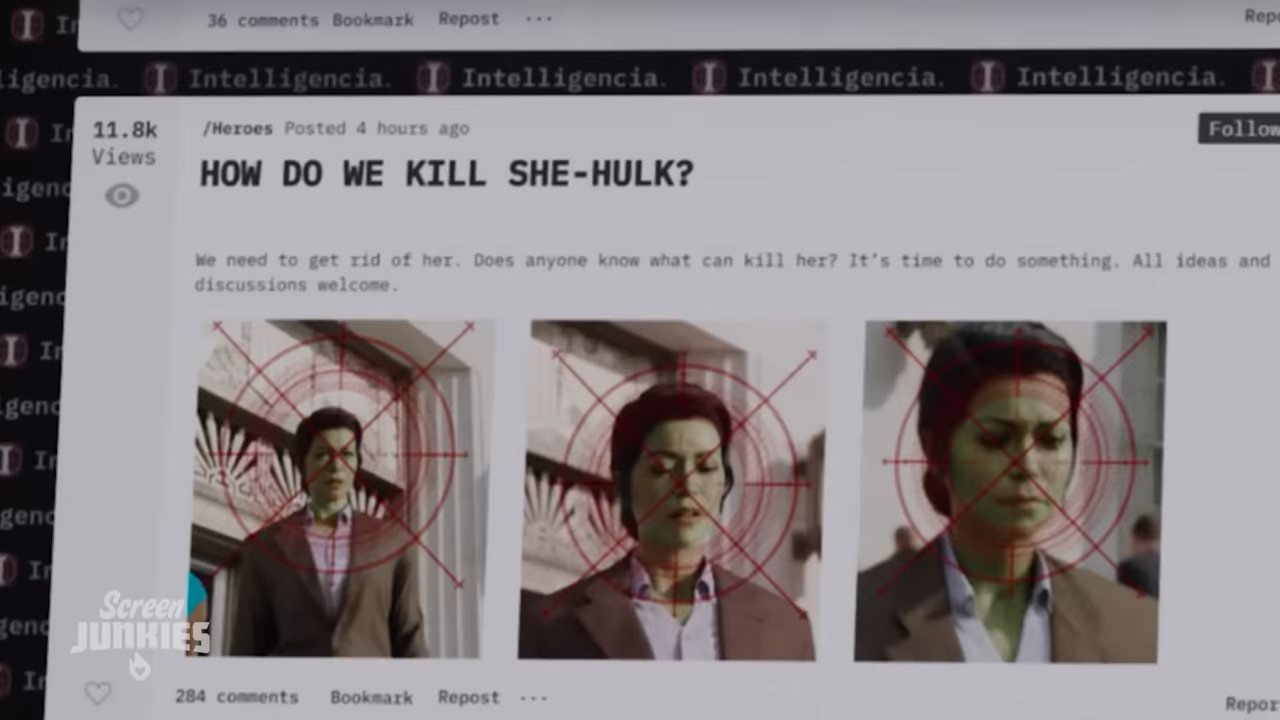 36 comments Bookmark Repost ...
Intelligencia. Intelligencia. Intelligencia. Intelligencia.
11.8k
Views
/Heroes Posted 4 hours ago
Follow
HOW DO WE KILL SHE-HULK?
We need to get rid of her. Does anyone know what can kill her? It's time to do something. All ideas and
discussions welcome.
Screen
JUNKIES
284 comments Bookmark Repost ...